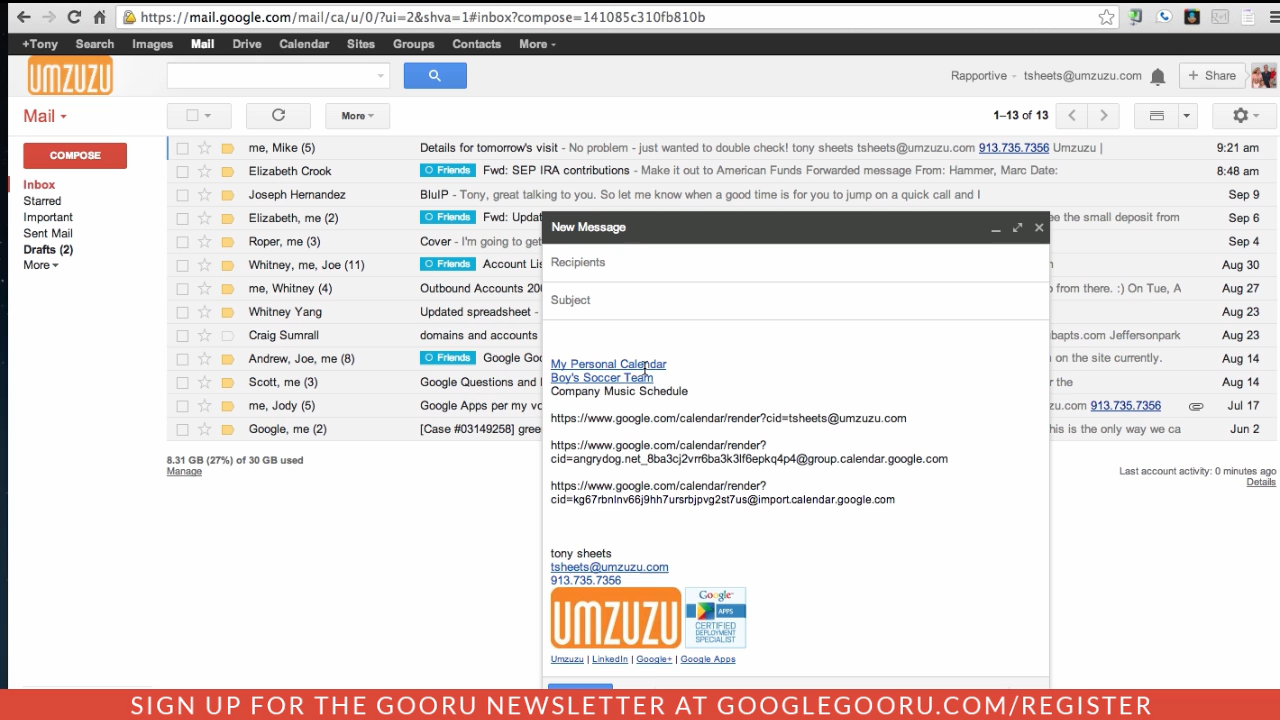 https://mail.google.com/mail/ca/u/0/?ui=2&shva=1#inbox?compose=141085c310fb810b
+Tony Search Images Mail Drive Calendar Sites Groups Contacts More
UMZUZU
Rapportive - tsheets@umzuzu.com + Share
Mail
More
1–13 of 13
COMPOSE
Inbox
Starred
Important
Sent Mail
Drafts (2)
More
me, Mike (5) Details for tomorrow's visit - No problem - just wanted to double check! tony sheets tsheets@umzuzu.com 913.735.7356 Umzuzu | 9:21 am
Elizabeth Crook Friends Fwd: SEP IRA contributions - Make it out to American Funds Forwarded message From: Hammer, Marc Date: 8:48 am
Joseph Hernandez BluIP - Tony, great talking to you. So let me know when a good time is for you to jump on a quick call and I Sep 9
Elizabeth, me (2) Friends Fwd: Updat ee the small deposit from Sep 6
Roper, me (3) Cover - I'm going to get Sep 4
Whitney, me, Joe (11) Friends Account Lis Aug 30
me, Whitney (4) Outbound Accounts 200 from there. :) On Tue, A Aug 27
Whitney Yang Updated spreadsheet - Aug 23
Craig Sumrall domains and accounts bapts.com Jeffersonpark Aug 23
Andrew, Joe, me (8) Friends Google Goo on the site currently. Aug 14
Scott, me (3) Google Questions and I the Aug 14
me, Jody (5) Google Apps per my vo zu.com 913.735.7356 Jul 17
Google, me (2) [Case #03149258] gree his is the only way we ca Jun 2
8.31 GB (27%) of 30 GB used
Manage
Last account activity: 0 minutes ago
Details
New Message
Recipients
Subject
My Personal Calendar
Boy's Soccer Team
Company Music Schedule
https://www.google.com/calendar/render?cid=tsheets@umzuzu.com
https://www.google.com/calendar/render?
cid=angrydog.net_8ba3cj2vrr6ba3k3lf6epkq4p4@group.calendar.google.com
https://www.google.com/calendar/render?
cid=kg67rbnlnv66j9hh7ursrbjpvg2st7us@import.calendar.google.com
tony sheets
tsheets@umzuzu.com
913.735.7356
UMZUZU
Google APPS
CERTIFIED
DEPLOYMENT
SPECIALIST
Umzuzu | LinkedIn | Google+ | Google Apps
SIGN UP FOR THE GOORU NEWSLETTER AT GOOGLEGOORU.COM/REGISTER